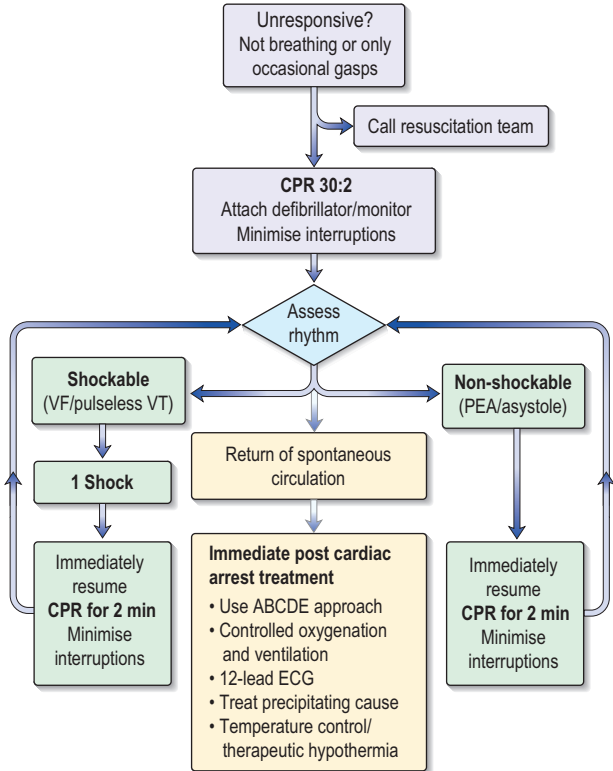 Unresponsive?
Not breathing or only
occasional gasps
Call resuscitation team
CPR 30:2
Attach defibrillator/monitor
Minimise interruptions
Assess
rhythm
Shockable
(VF/pulseless VT)
1 Shock
Immediately
resume
CPR for 2 min
Minimise
interruptions
Return of spontaneous
circulation
Immediate post cardiac
arrest treatment
• Use ABCDE approach
• Controlled oxygenation
and ventilation
• 12-lead ECG
• Treat precipitating cause
• Temperature control/
therapeutic hypothermia
Non-shockable
(PEA/asystole)
Immediately
resume
CPR for 2 min
Minimise
interruptions